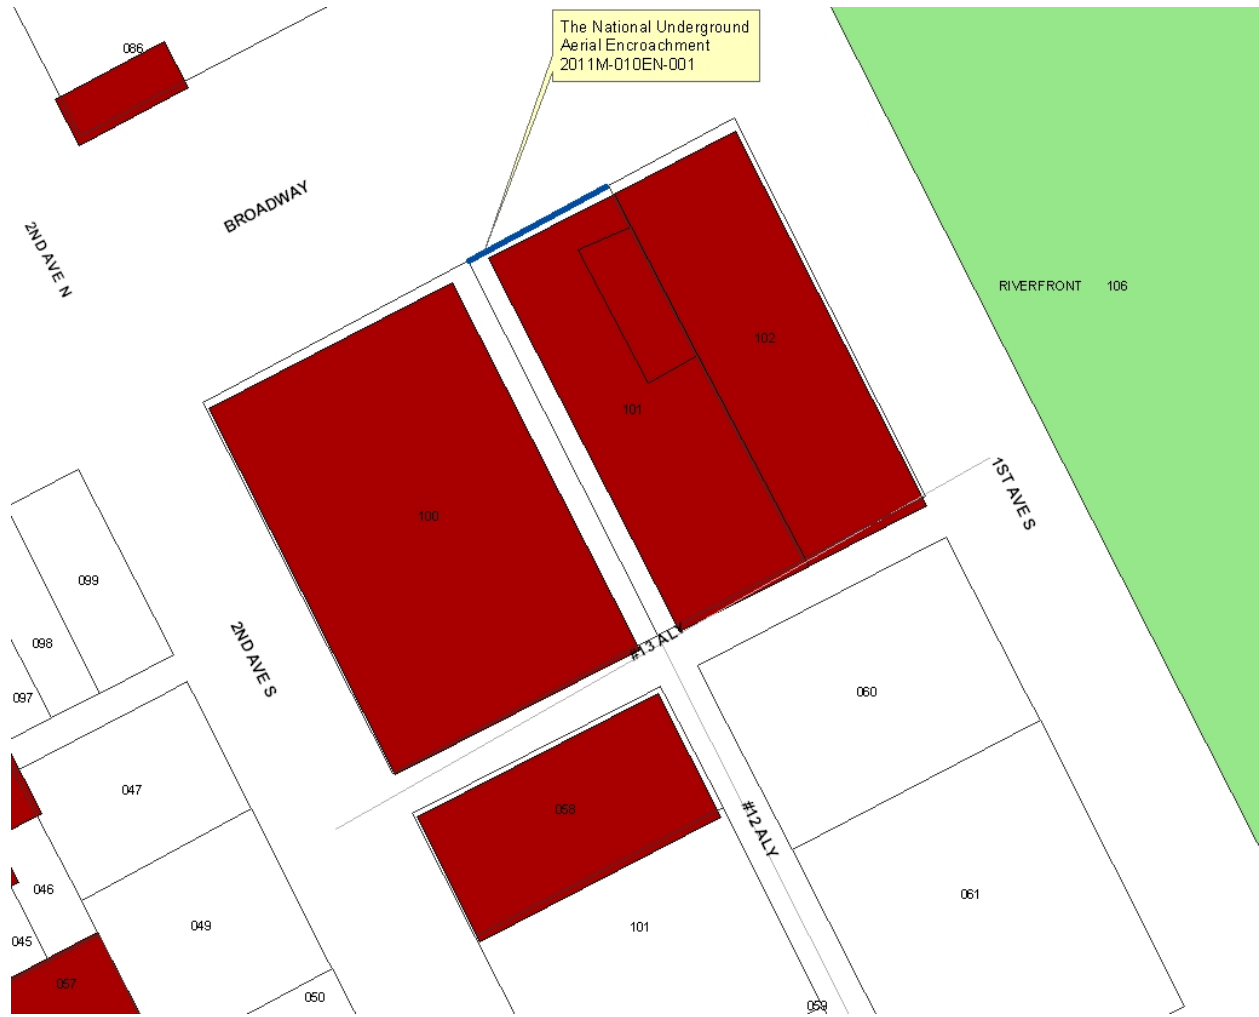 The National Underground
Aerial Encroachment
2011M-010EN-001
086
BROADWAY
2ND AVE N
RIVERFRONT 106
102
101
100
1ST AVE S
099
098
097
2ND AVE S
#13 ALY
060
047
058
#12 ALY
046
045
049
101
061
057
050
059